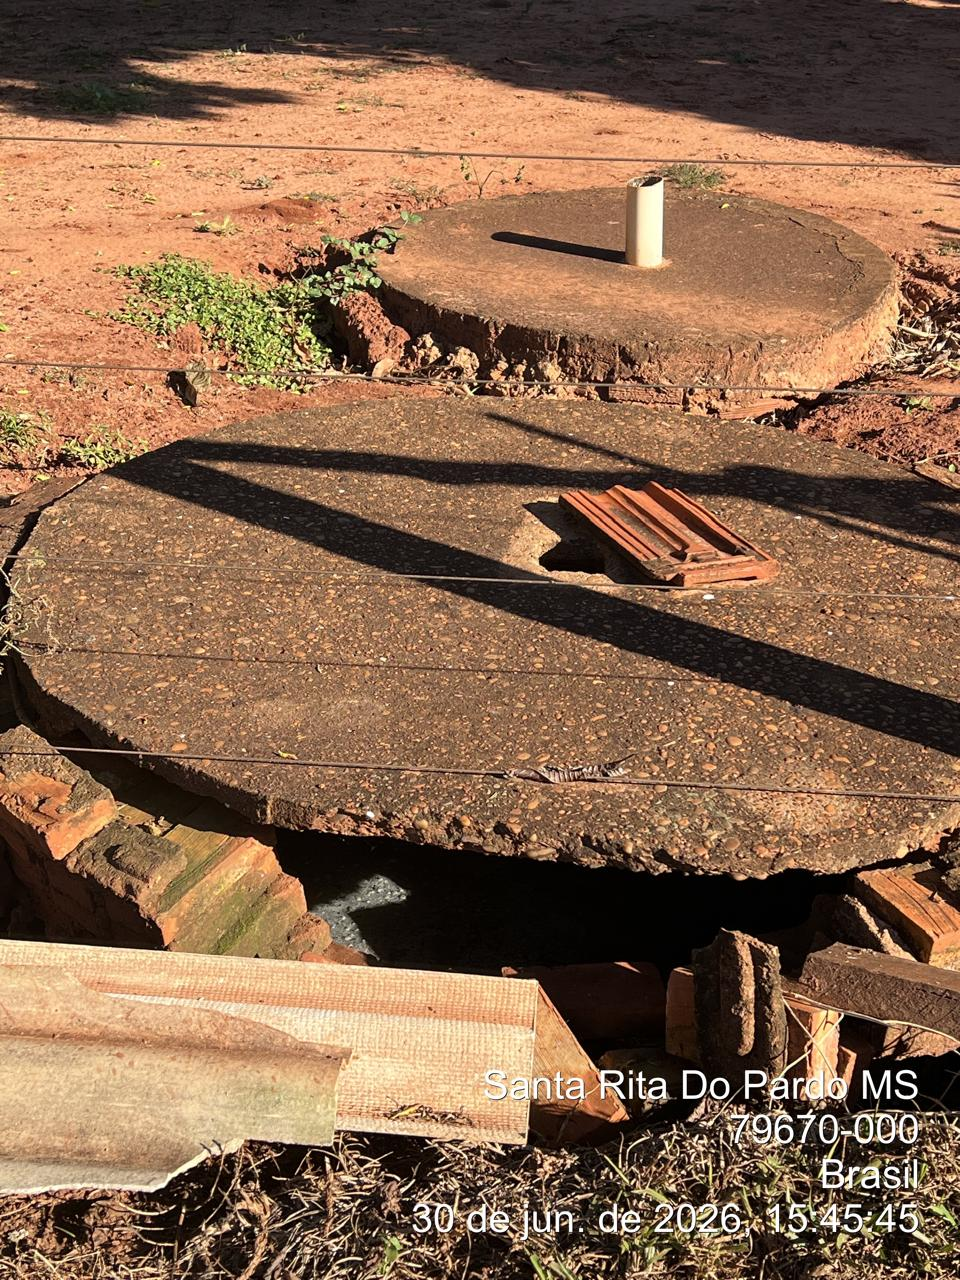 Santa Rita Do Pardo MS
79670-000
Brasil
30 de jun. de 2026, 15:45:45